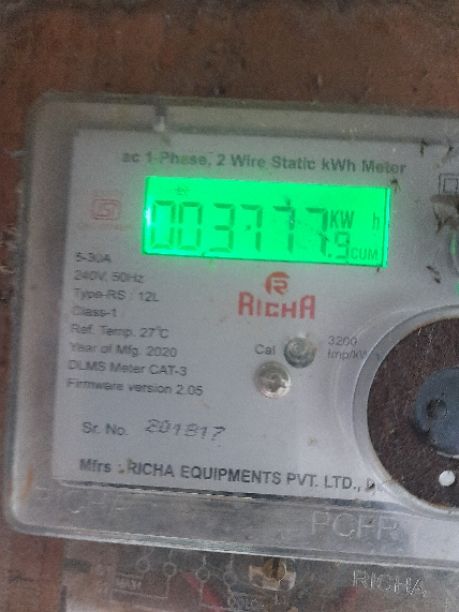 ac 1-Phase, 2 Wire Static kWh Meter
003777.9 KW h
CUM
5-30A
240V, 50Hz
Type-RS : 12L
Class-1
Ref. Temp. 27°C
Year of Mfg. 2020
DLMS Meter CAT-3
Firmware version 2.05
RICHA
Cal
3200
Imp/k
Sr. No. 801817
Mfrs : RICHA EQUIPMENTS PVT. LTD.,
RICHA